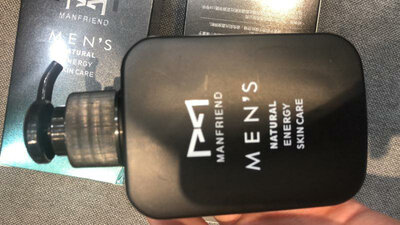 MANFRIEND
MEN'S
NATURAL
ENERGY
SKIN CARE
MANFRIEND
MEN'S
NATURAL
ENERGY
SKIN CARE